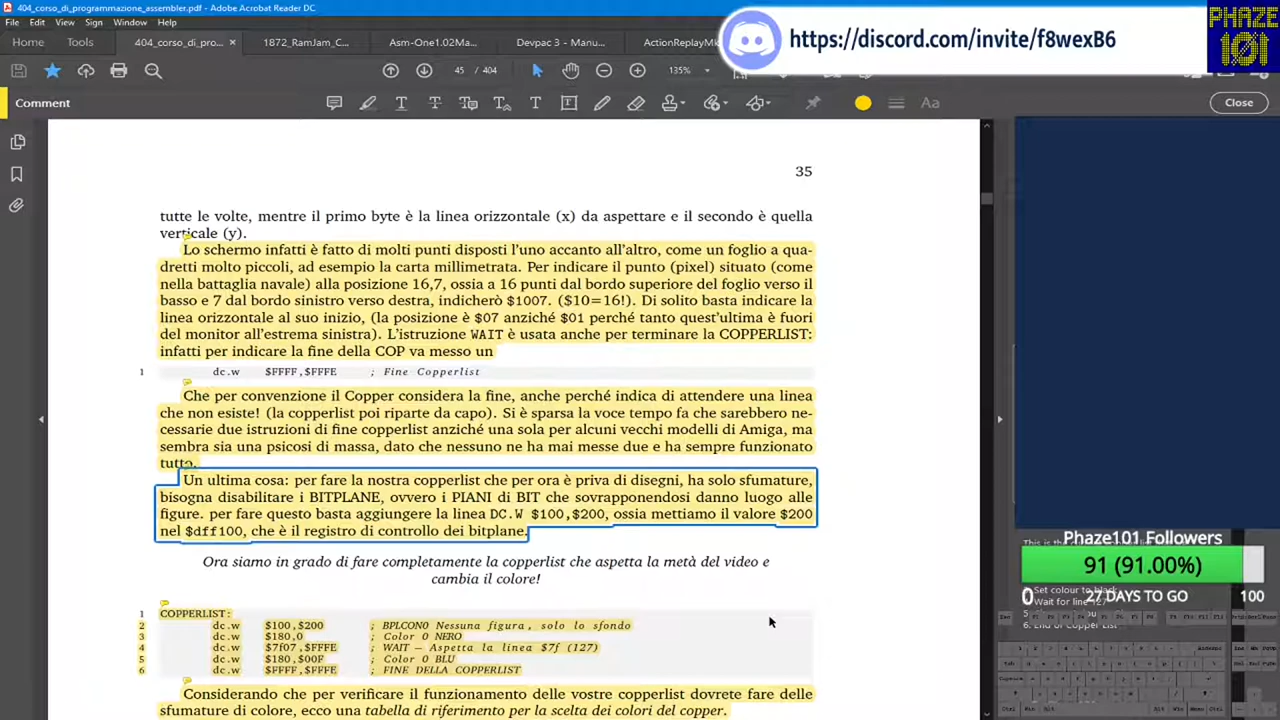 404_corso_di_programmazione_assembler.pdf - Adobe Acrobat Reader DC
File Edit View Sign Window Help
Home Tools 404_corso_di_pro... × 1872_RamJam_C... Asm-One1.02Ma... Devpac 3 - Manu... ActionReplayMk
https://discord.com/invite/f8wexB6
PHAZE
101
45 / 404
135%
Comment
Aa
Close
35
tutte le volte, mentre il primo byte è la linea orizzontale (x) da aspettare e il secondo è quella
verticale (y).
Lo schermo infatti è fatto di molti punti disposti l'uno accanto all'altro, come un foglio a qua-
dretti molto piccoli, ad esempio la carta millimetrata. Per indicare il punto (pixel) situato (come
nella battaglia navale) alla posizione 16,7, ossia a 16 punti dal bordo superiore del foglio verso il
basso e 7 dal bordo sinistro verso destra, indicherò $1007. ($10=16!). Di solito basta indicare la
linea orizzontale al suo inizio, (la posizione è $07 anziché $01 perché tanto quest'ultima è fuori
del monitor all'estrema sinistra). L'istruzione WAIT è usata anche per terminare la COPPERLIST:
infatti per indicare la fine della COP va messo un
1 dc.w $FFFF,$FFFE ; Fine Copperlist
Che per convenzione il Copper considera la fine, anche perché indica di attendere una linea
che non esiste! (la copperlist poi riparte da capo). Si è sparsa la voce tempo fa che sarebbero ne-
cessarie due istruzioni di fine copperlist anziché una sola per alcuni vecchi modelli di Amiga, ma
sembra sia una psicosi di massa, dato che nessuno ne ha mai messe due e ha sempre funzionato
tutto.
Un ultima cosa: per fare la nostra copperlist che per ora è priva di disegni, ha solo sfumature,
bisogna disabilitare i BITPLANE, ovvero i PIANI di BIT che sovrapponendosi danno luogo alle
figure. per fare questo basta aggiungere la linea DC.W $100,$200, ossia mettiamo il valore $200
nel $dff100, che è il registro di controllo dei bitplane.
Ora siamo in grado di fare completamente la copperlist che aspetta la metà del video e
cambia il colore!
1 COPPERLIST:
2 dc.w $100,$200 ; BPLCON0 Nessuna figura, solo lo sfondo
3 dc.w $180,0 ; Color 0 NERO
4 dc.w $7f07,$FFFE ; WAIT – Aspetta la linea $7f (127)
5 dc.w $180,$00F ; Color 0 BLU
6 dc.w $FFFF,$FFFE ; FINE DELLA COPPERLIST
Considerando che per verificare il funzionamento delle vostre copperlist dovrete fare delle
sfumature di colore, ecco una tabella di riferimento per la scelta dei colori del copper.
Phaze101 Followers
91 (91.00%)
0 27 DAYS TO GO 100
Set colour to black
Wait for line 127